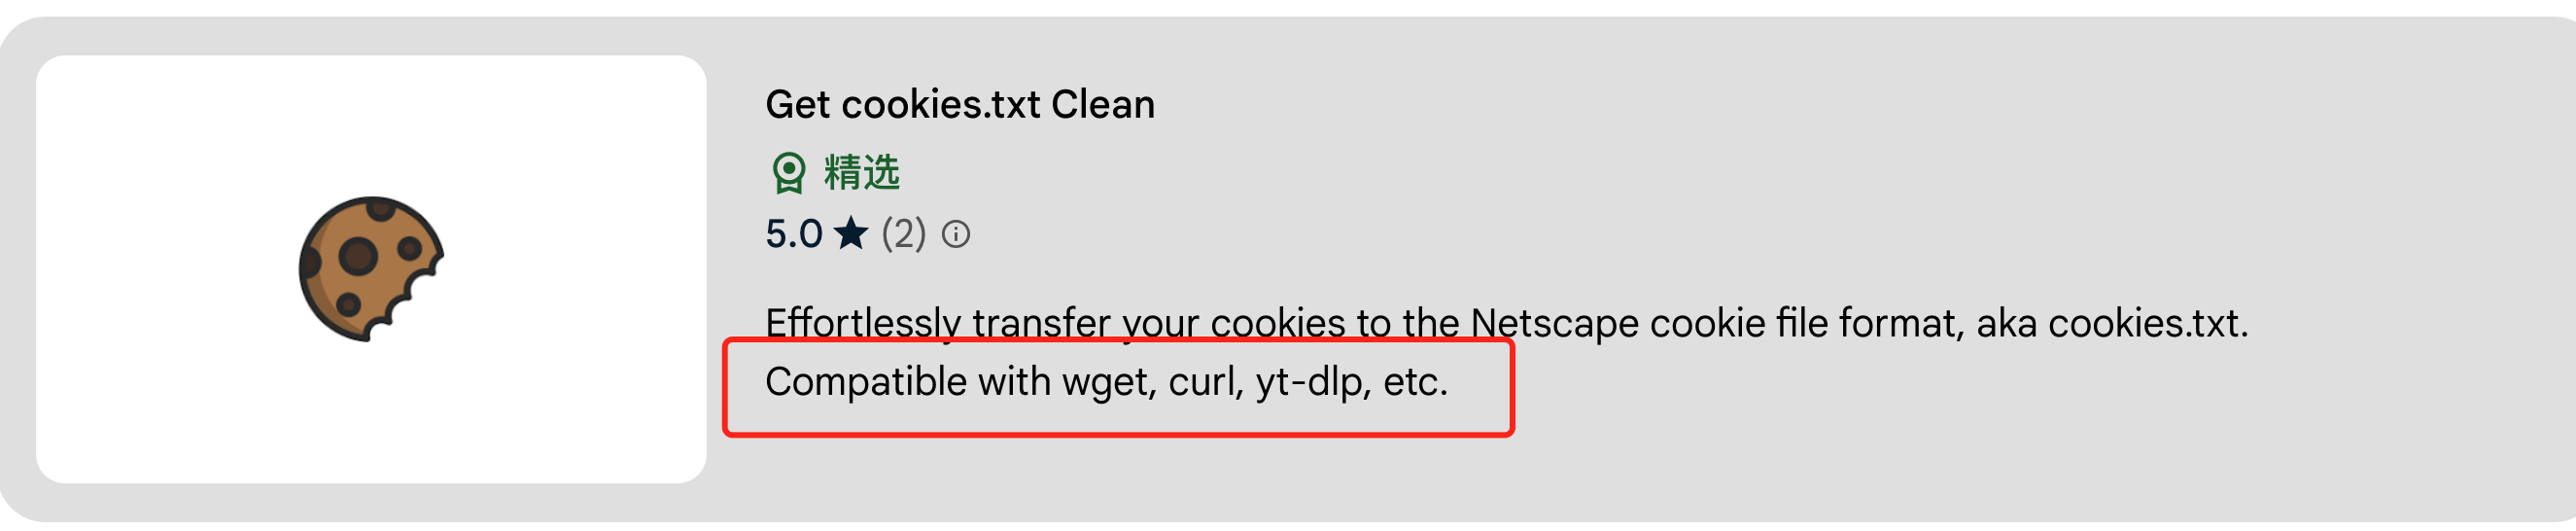 Get cookies.txt Clean
精选
5.0 ★ (2)
Effortlessly transfer your cookies to the Netscape cookie file format, aka cookies.txt.
Compatible with wget, curl, yt-dlp, etc.